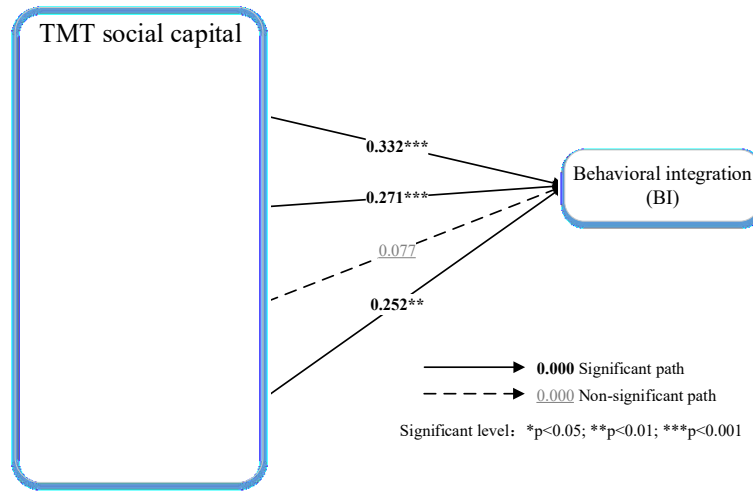 TMT social capital
0.332***
0.271***
0.077
0.252**
Behavioral integration
(BI)
0.000 Significant path
0.000 Non-significant path
Significant level：*p<0.05; **p<0.01; ***p<0.001